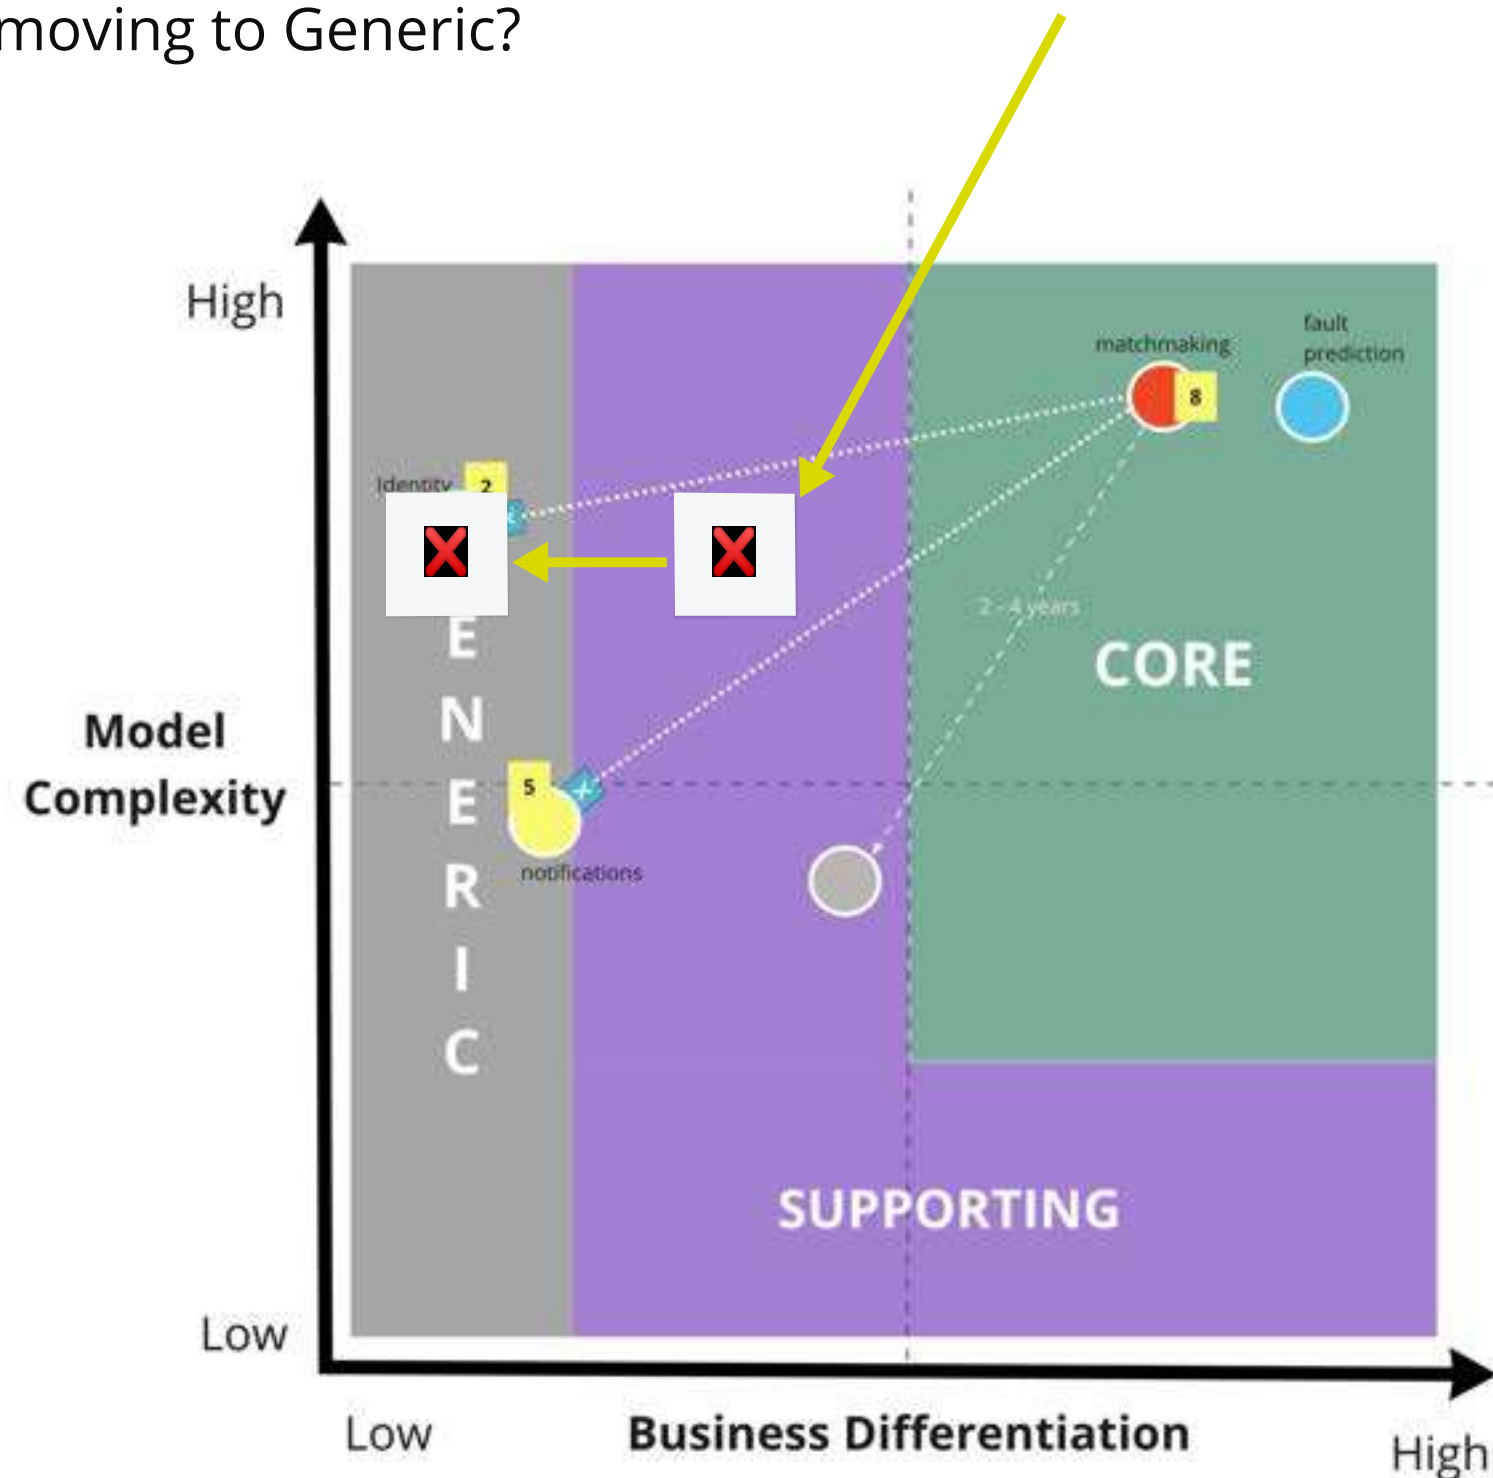 moving to Generic?
High
fault
prediction
matchmaking
8
Identity
2
2 - 4 years
CORE
Model
Complexity
E
N
E
R
I
C
5
notifications
SUPPORTING
Low
Low
Business Differentiation
High